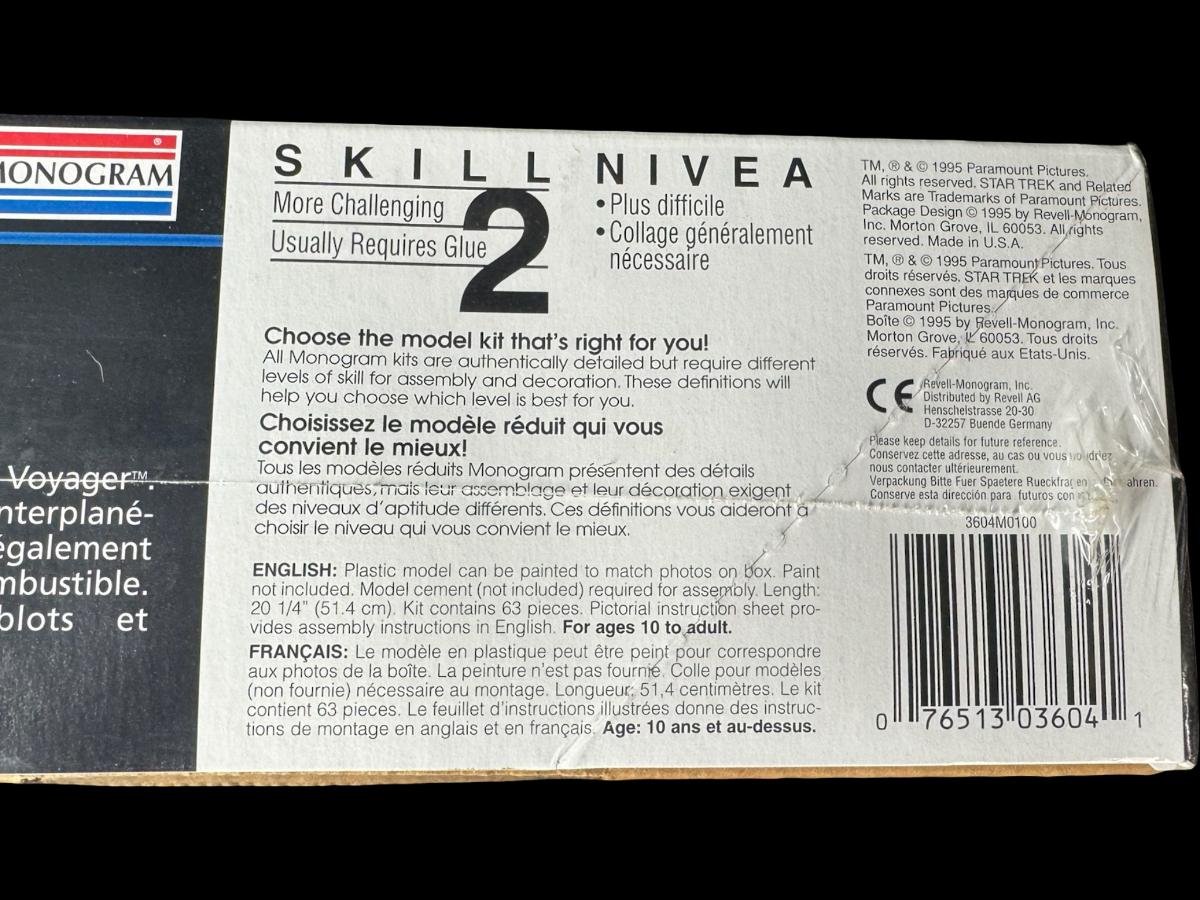 MONOGRAM
®
Voyager™.
nterplané-
également
mbustible.
blots et
SKILL 2 NIVEA
More Challenging
Usually Requires Glue
• Plus difficile
• Collage généralement
nécessaire
Choose the model kit that's right for you!
All Monogram kits are authentically detailed but require different
levels of skill for assembly and decoration. These definitions will
help you choose which level is best for you.
Choisissez le modèle réduit qui vous
convient le mieux!
Tous les modèles réduits Monogram présentent des détails
authentiques, mais leur assemblage et leur décoration exigent
des niveaux d'aptitude différents. Ces définitions vous aideront à
choisir le niveau qui vous convient le mieux.
ENGLISH: Plastic model can be painted to match photos on box. Paint
not included. Model cement (not included) required for assembly. Length:
20 1/4" (51.4 cm). Kit contains 63 pieces. Pictorial instruction sheet pro-
vides assembly instructions in English. For ages 10 to adult.
FRANÇAIS: Le modèle en plastique peut être peint pour correspondre
aux photos de la boîte. La peinture n'est pas fournie. Colle pour modèles
(non fournie) nécessaire au montage. Longueur: 51,4 centimètres. Le kit
contient 63 pieces. Le feuillet d'instructions illustrées donne des instruc-
tions de montage en anglais et en français. Age: 10 ans et au-dessus.
TM, ® & © 1995 Paramount Pictures.
All rights reserved. STAR TREK and Related
Marks are Trademarks of Paramount Pictures.
Package Design © 1995 by Revell-Monogram,
Inc. Morton Grove, IL 60053. All rights
reserved. Made in U.S.A.
TM, ® & © 1995 Paramount Pictures. Tous
droits réservés. STAR TREK et les marques
connexes sont des marques de commerce
Paramount Pictures.
Boîte © 1995 by Revell-Monogram, Inc.
Morton Grove, IL 60053. Tous droits
réservés. Fabriqué aux Etats-Unis.
CE
Revell-Monogram, Inc.
Distributed by Revell AG
Henschelstrasse 20-30
D-32257 Buende Germany
Please keep details for future reference.
Conservez cette adresse, au cas ou vous voudriez
nous contacter ultérieurement.
Verpackung Bitte Fuer Spaetere Rueckfragen
Conserve esta dirección para futuros
3604M0100
0 76513 03604 1